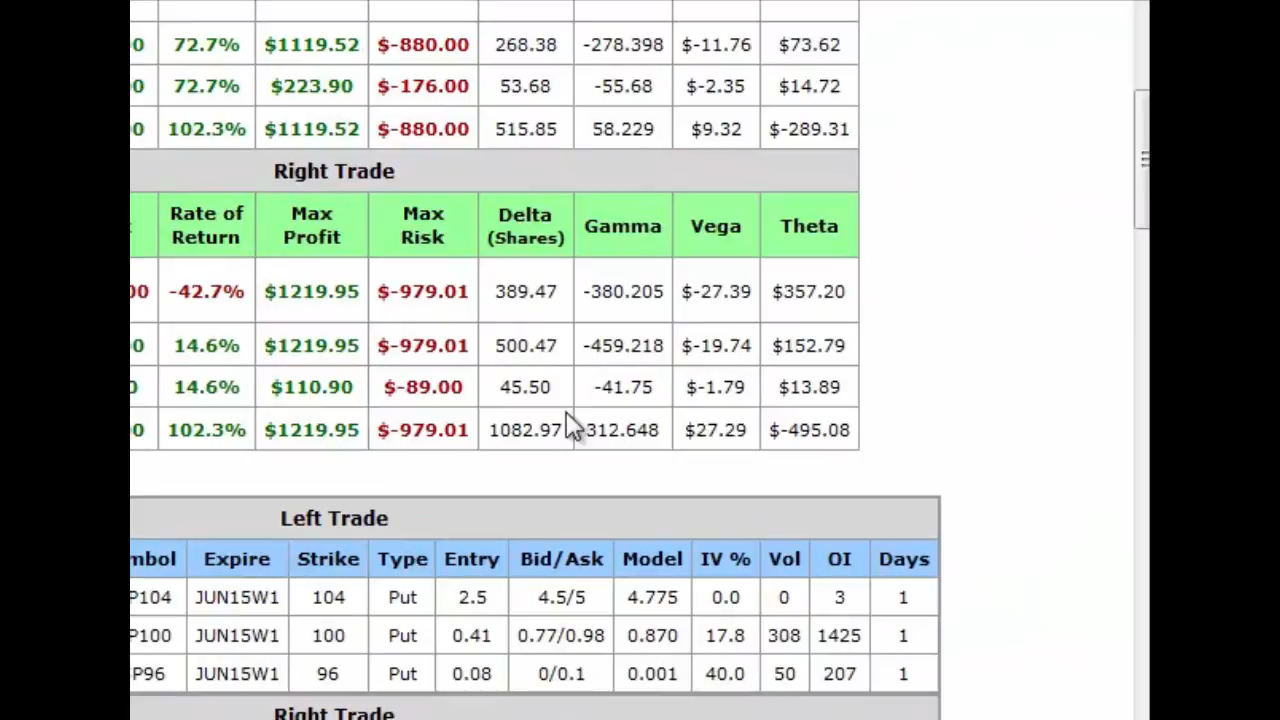 0 72.7% $1119.52 $-880.00 268.38 -278.398 $-11.76 $73.62
0 72.7% $223.90 $-176.00 53.68 -55.68 $-2.35 $14.72
0 102.3% $1119.52 $-880.00 515.85 58.229 $9.32 $-289.31
Right Trade
Rate of Return Max Profit Max Risk Delta (Shares) Gamma Vega Theta
00 -42.7% $1219.95 $-979.01 389.47 -380.205 $-27.39 $357.20
0 14.6% $1219.95 $-979.01 500.47 -459.218 $-19.74 $152.79
0 14.6% $110.90 $-89.00 45.50 -41.75 $-1.79 $13.89
0 102.3% $1219.95 $-979.01 1082.97 312.648 $27.29 $-495.08
Left Trade
mbol Expire Strike Type Entry Bid/Ask Model IV % Vol OI Days
P104 JUN15W1 104 Put 2.5 4.5/5 4.775 0.0 0 3 1
P100 JUN15W1 100 Put 0.41 0.77/0.98 0.870 17.8 308 1425 1
P96 JUN15W1 96 Put 0.08 0/0.1 0.001 40.0 50 207 1
Right Trade